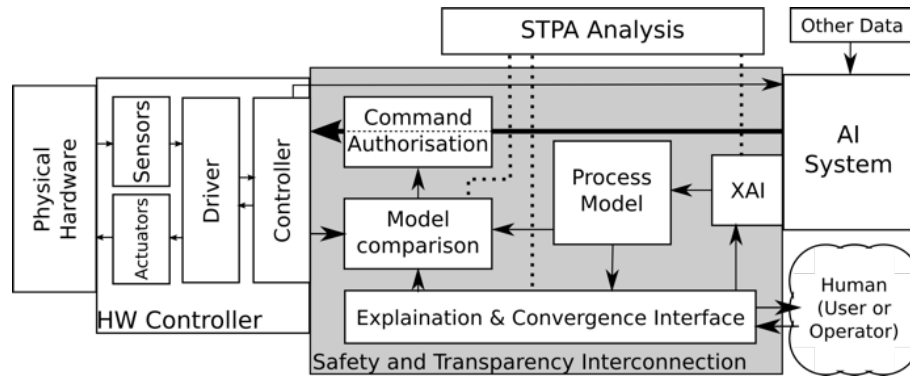 STPA Analysis
Other Data
Physical
Hardware
Sensors
Actuators
Driver
Controller
HW Controller
Command
Authorisation
Model
comparison
Process
Model
XAI
AI
System
Explaination & Convergence Interface
Safety and Transparency Interconnection
Human
(User or
Operator)